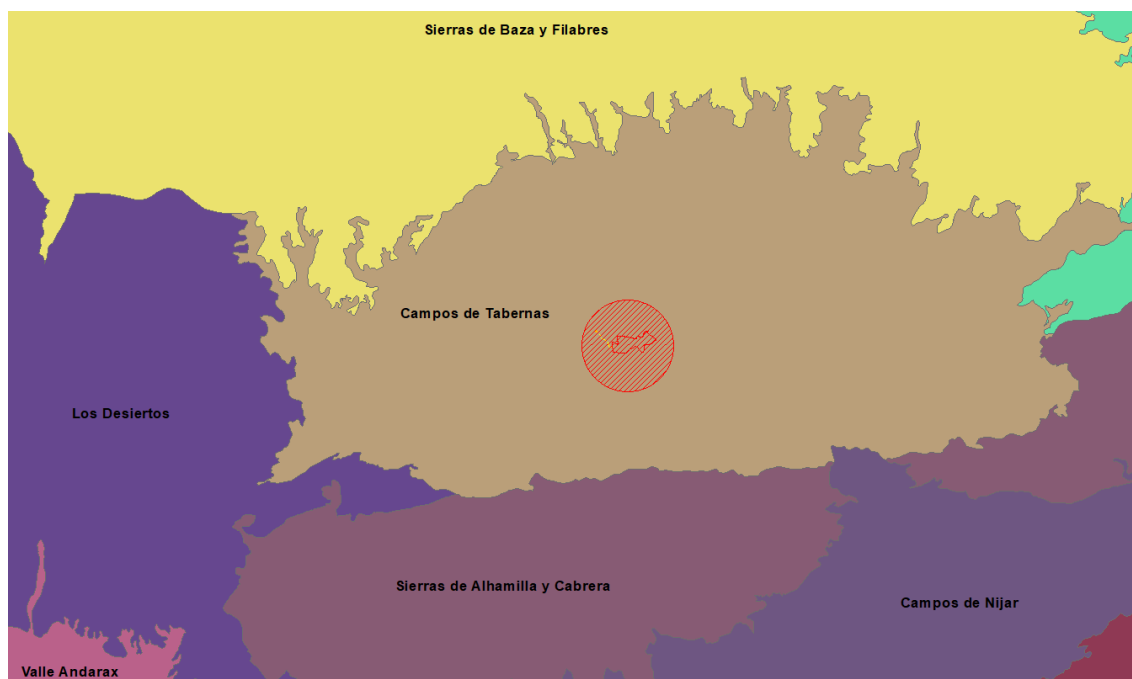 Sierras de Baza y Filabres
Campos de Tabernas
Los Desiertos
Sierras de Alhamilla y Cabrera
Campos de Nijar
Valle Andarax